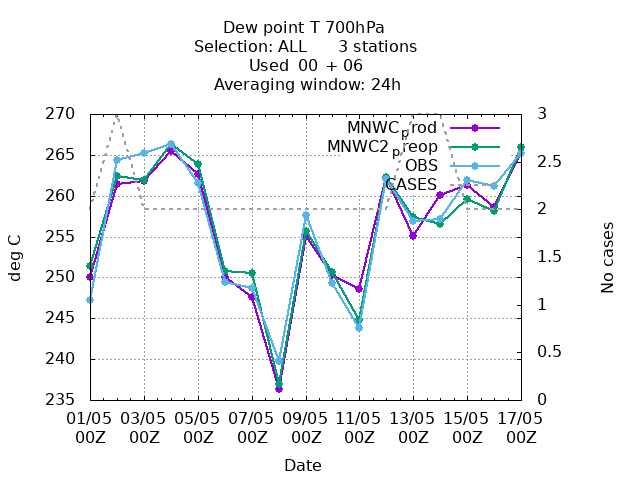 Dew point T 700hPa
Selection: ALL      3 stations
Used  00 + 06
Averaging window: 24h
270
265
260
255
250
245
240
235
3
2.5
2
1.5
1
0.5
0
MNWCprod
MNWC2preop
OBS
CASES
deg C
No cases
01/05 03/05 05/05 07/05 09/05 11/05 13/05 15/05 17/05
00Z 00Z 00Z 00Z 00Z 00Z 00Z 00Z 00Z
Date